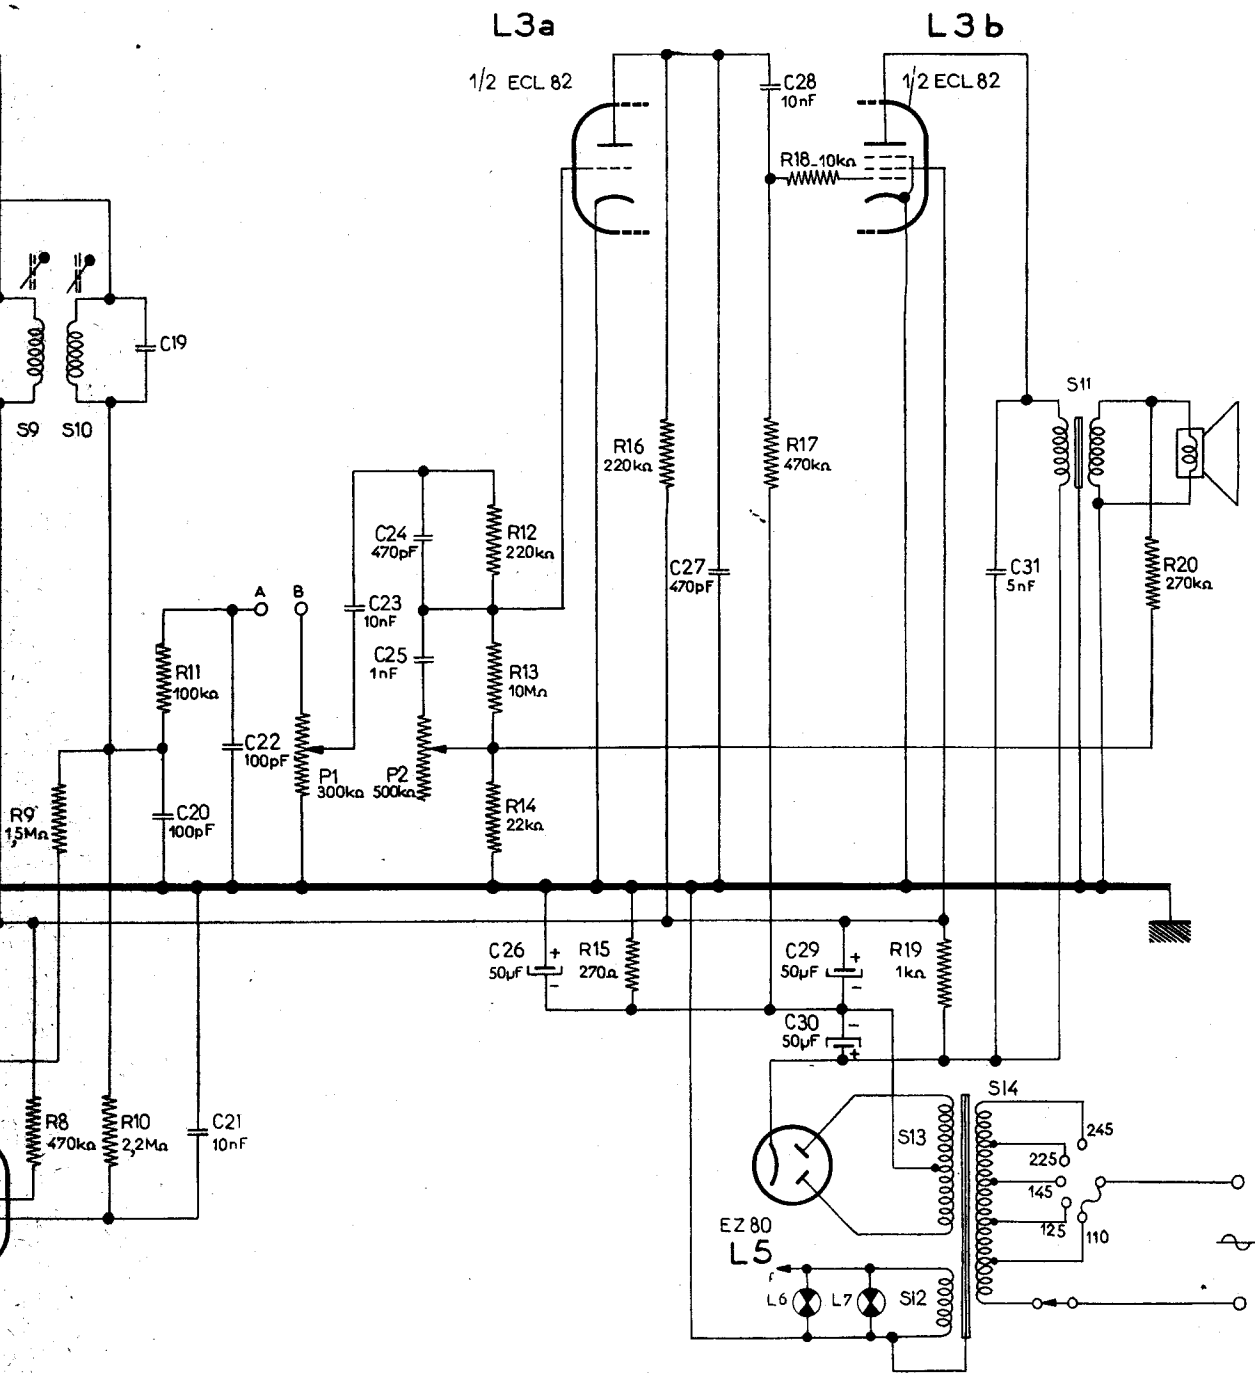 L3a
L3b
1/2 ECL 82
1/2 ECL 82
C28
10nF
R18_10kΩ
C19
S9
S10
S11
R16
220kΩ
R17
470kΩ
C24
470pF
R12
220kΩ
C27
470pF
C31
5nF
R20
270kΩ
A
B
C23
10nF
C25
1nF
R13
10MΩ
R11
100kΩ
C22
100pF
P1
300kΩ
P2
500kΩ
R14
22kΩ
R9
1,5MΩ
C20
100pF
C26
50µF
+
-
R15
270Ω
C29
50µF
+
-
R19
1kΩ
C30
50µF
-
+
S14
S13
245
225
145
125
110
R8
470kΩ
R10
2,2MΩ
C21
10nF
EZ80
L5
f
L6
L7
S12